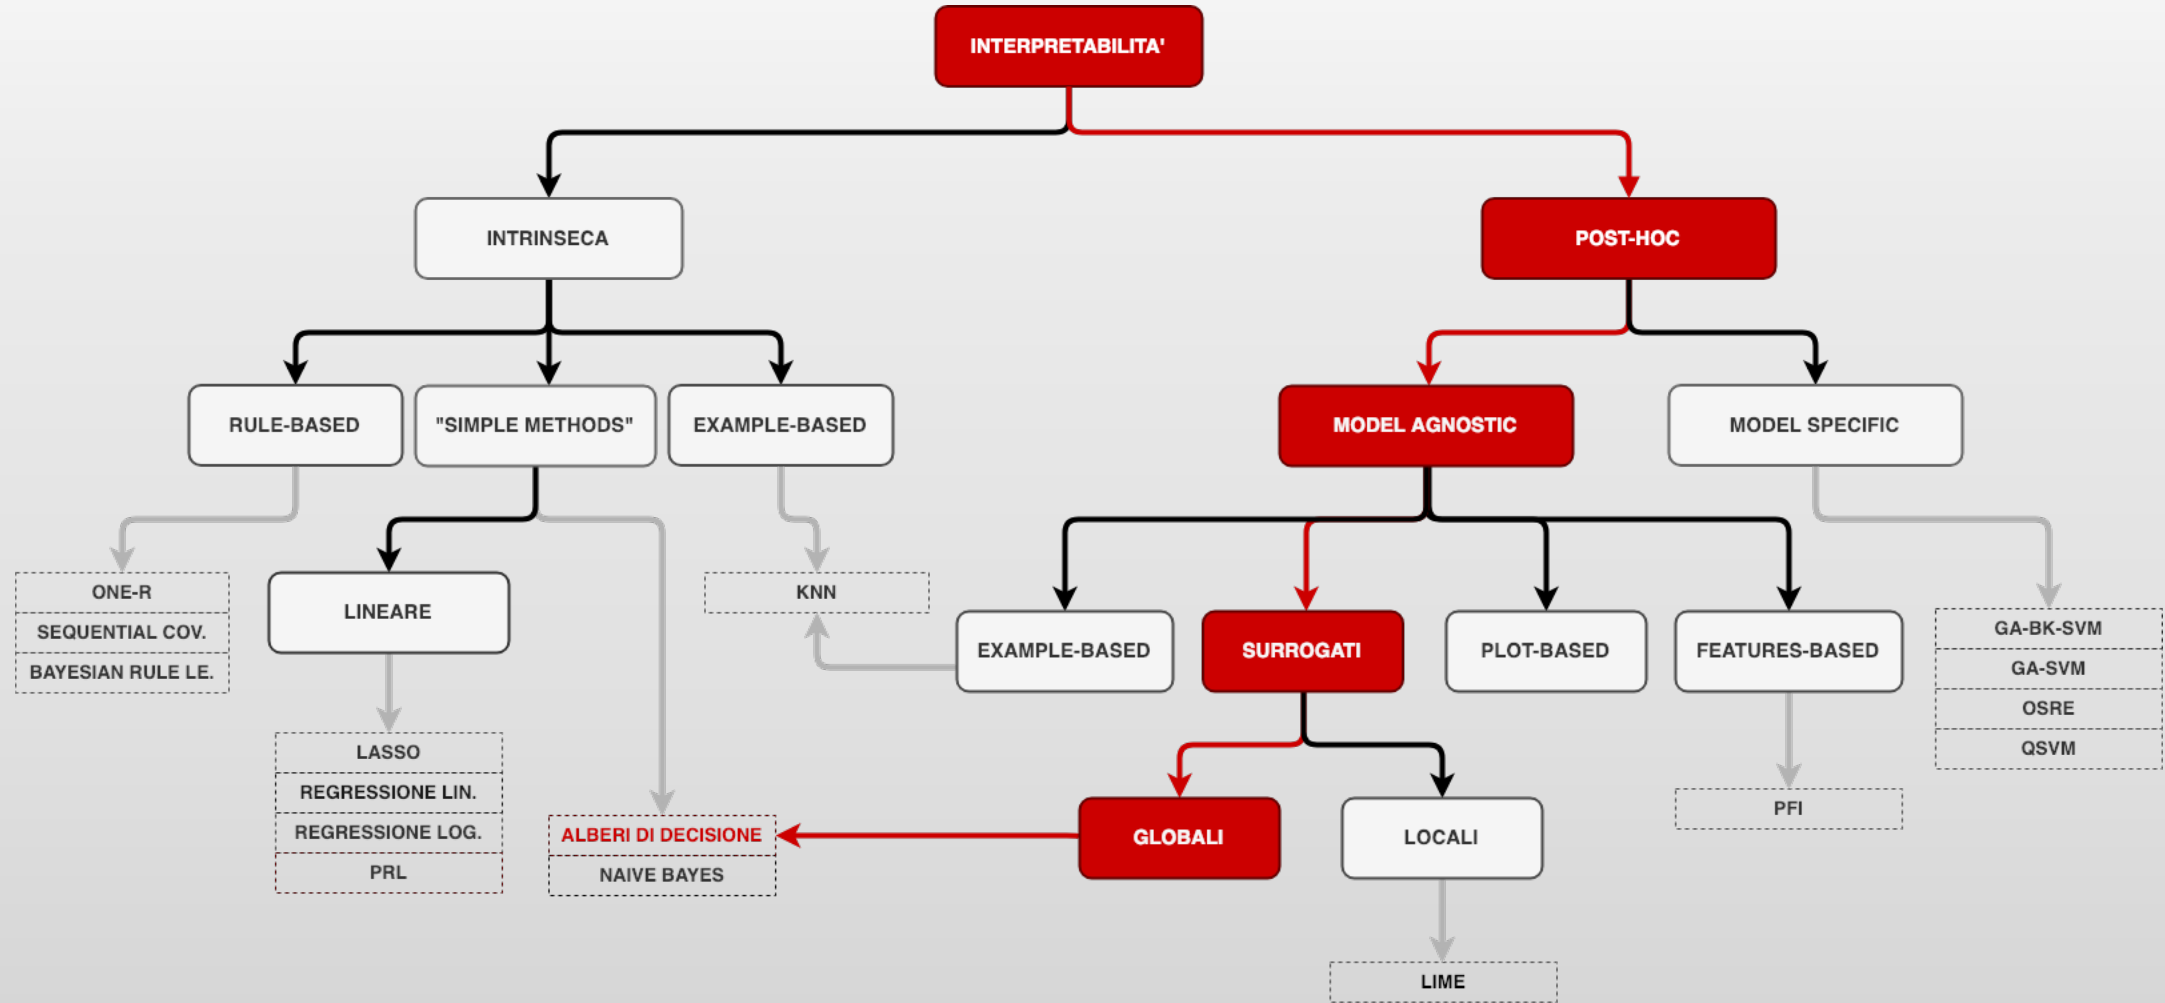 INTERPRETABILITA'
INTRINSECA
POST-HOC
RULE-BASED
"SIMPLE METHODS"
EXAMPLE-BASED
MODEL AGNOSTIC
MODEL SPECIFIC
ONE-R
SEQUENTIAL COV.
BAYESIAN RULE LE.
LINEARE
KNN
EXAMPLE-BASED
SURROGATI
PLOT-BASED
FEATURES-BASED
GA-BK-SVM
GA-SVM
OSRE
QSVM
LASSO
REGRESSIONE LIN.
REGRESSIONE LOG.
PRL
ALBERI DI DECISIONE
NAIVE BAYES
GLOBALI
LOCALI
PFI
LIME